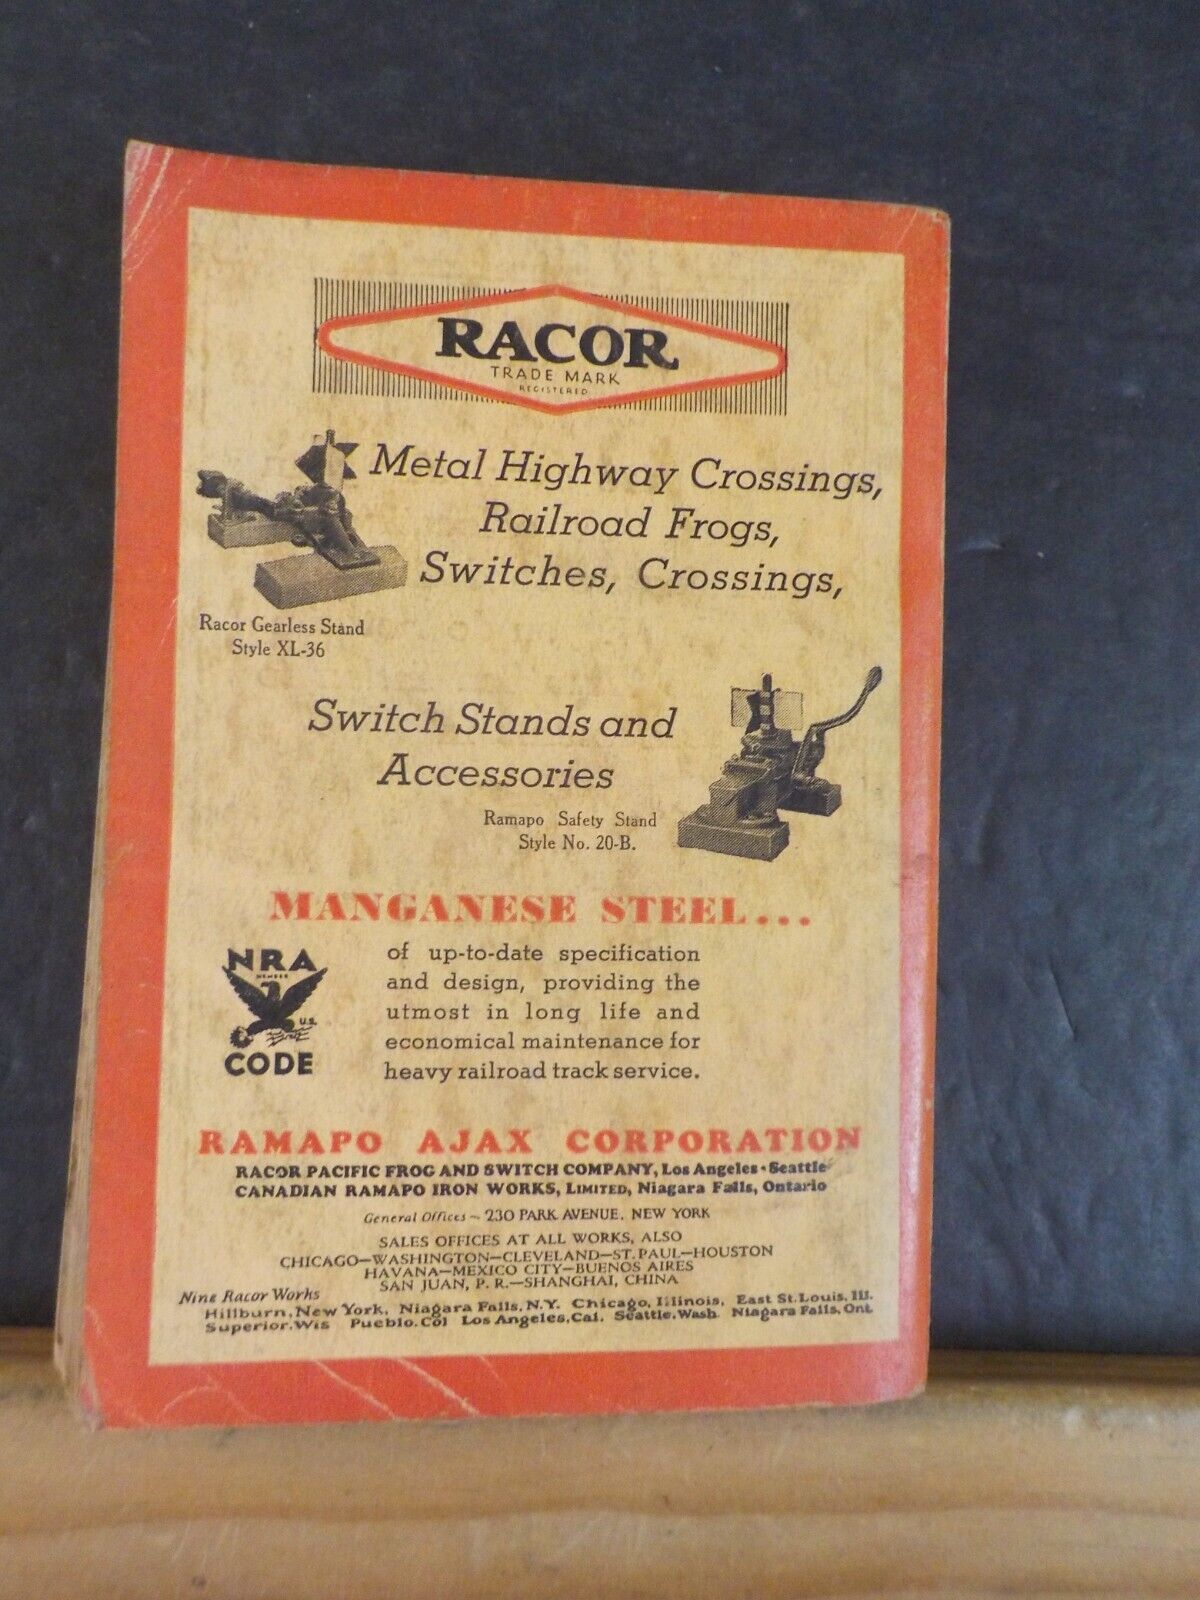 RACOR
TRADE MARK
REGISTERED
Metal Highway Crossings,
Railroad Frogs,
Switches, Crossings,
Racor Gearless Stand
Style XL-36
Switch Stands and
Accessories
Ramapo Safety Stand
Style No. 20-B.
MANGANESE STEEL...
NRA
MEMBER
U.S.
CODE
of up-to-date specification
and design, providing the
utmost in long life and
economical maintenance for
heavy railroad track service.
RAMAPO AJAX CORPORATION
RACOR PACIFIC FROG AND SWITCH COMPANY, Los Angeles · Seattle
CANADIAN RAMAPO IRON WORKS, LIMITED, Niagara Falls, Ontario
General Offices - 230 PARK AVENUE, NEW YORK
SALES OFFICES AT ALL WORKS, ALSO
CHICAGO—WASHINGTON—CLEVELAND—ST. PAUL—HOUSTON
HAVANA—MEXICO CITY—BUENOS AIRES
SAN JUAN, P. R.—SHANGHAI, CHINA
Nine Racor Works
Hillburn, New York. Niagara Falls, N.Y. Chicago, Illinois. East St. Louis, Ill.
Superior, Wis Pueblo, Col Los Angeles, Cal. Seattle, Wash. Niagara Falls, Ont.